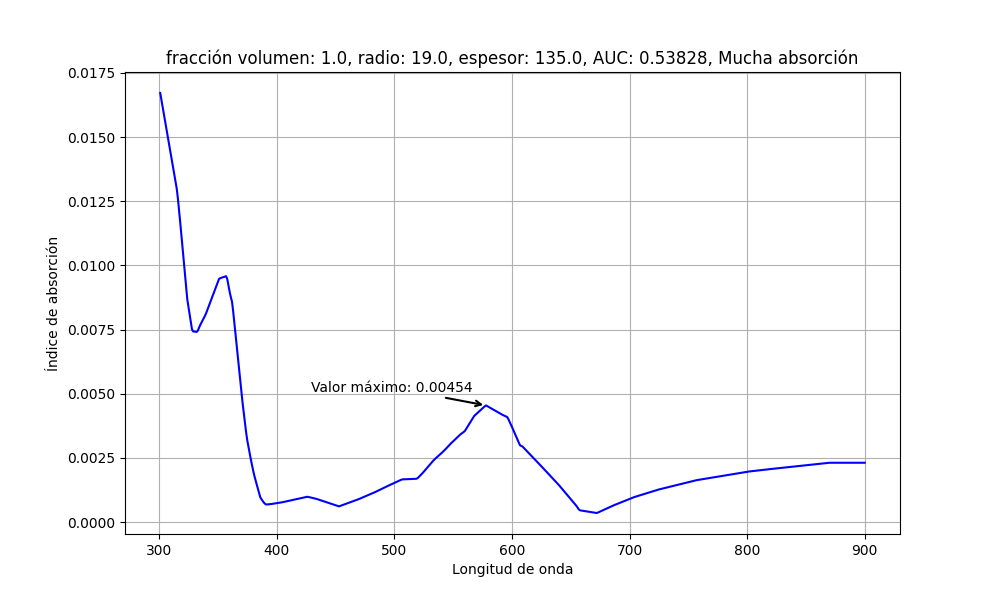 fracción volumen: 1.0, radio: 19.0, espesor: 135.0, AUC: 0.53828, Mucha absorción
0.0175
0.0150
0.0125
0.0100
0.0075
0.0050
0.0025
0.0000
Índice de absorción
Valor máximo: 0.00454
300 400 500 600 700 800 900
Longitud de onda